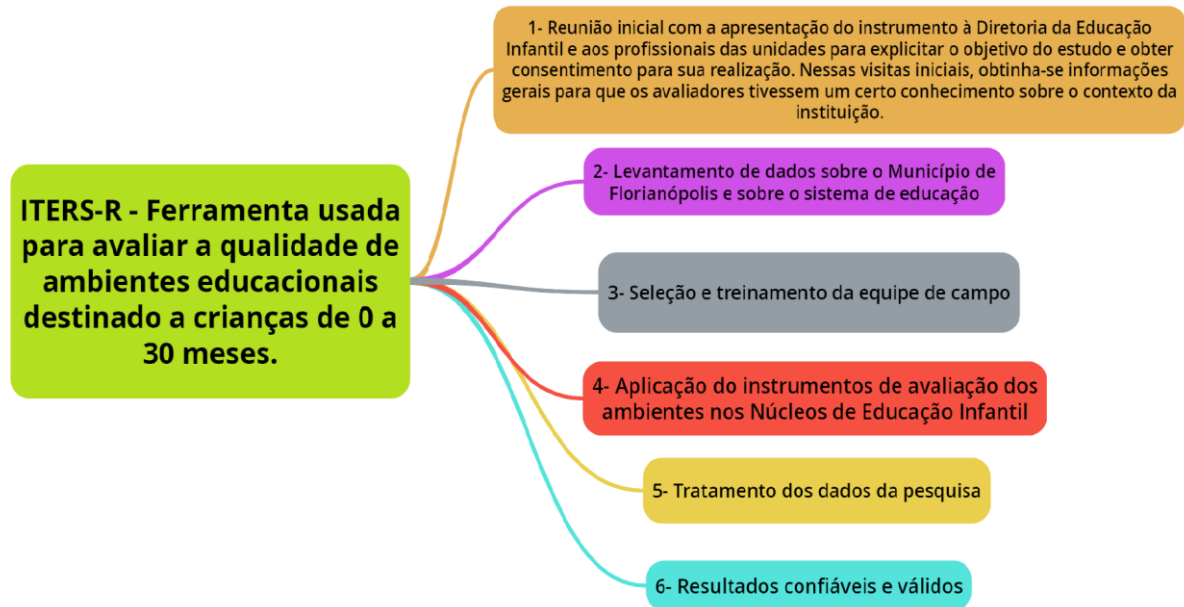 ITERS-R - Ferramenta usada
para avaliar a qualidade de
ambientes educacionais
destinado a crianças de 0 a
30 meses.
1- Reunião inicial com a apresentação do instrumento à Diretoria da Educação
Infantil e aos profissionais das unidades para explicitar o objetivo do estudo e obter
consentimento para sua realização. Nessas visitas iniciais, obtinha-se informações
gerais para que os avaliadores tivessem um certo conhecimento sobre o contexto da
instituição.
2- Levantamento de dados sobre o Município de
Florianópolis e sobre o sistema de educação
3- Seleção e treinamento da equipe de campo
4- Aplicação do instrumentos de avaliação dos
ambientes nos Núcleos de Educação Infantil
5- Tratamento dos dados da pesquisa
6- Resultados confiáveis e válidos